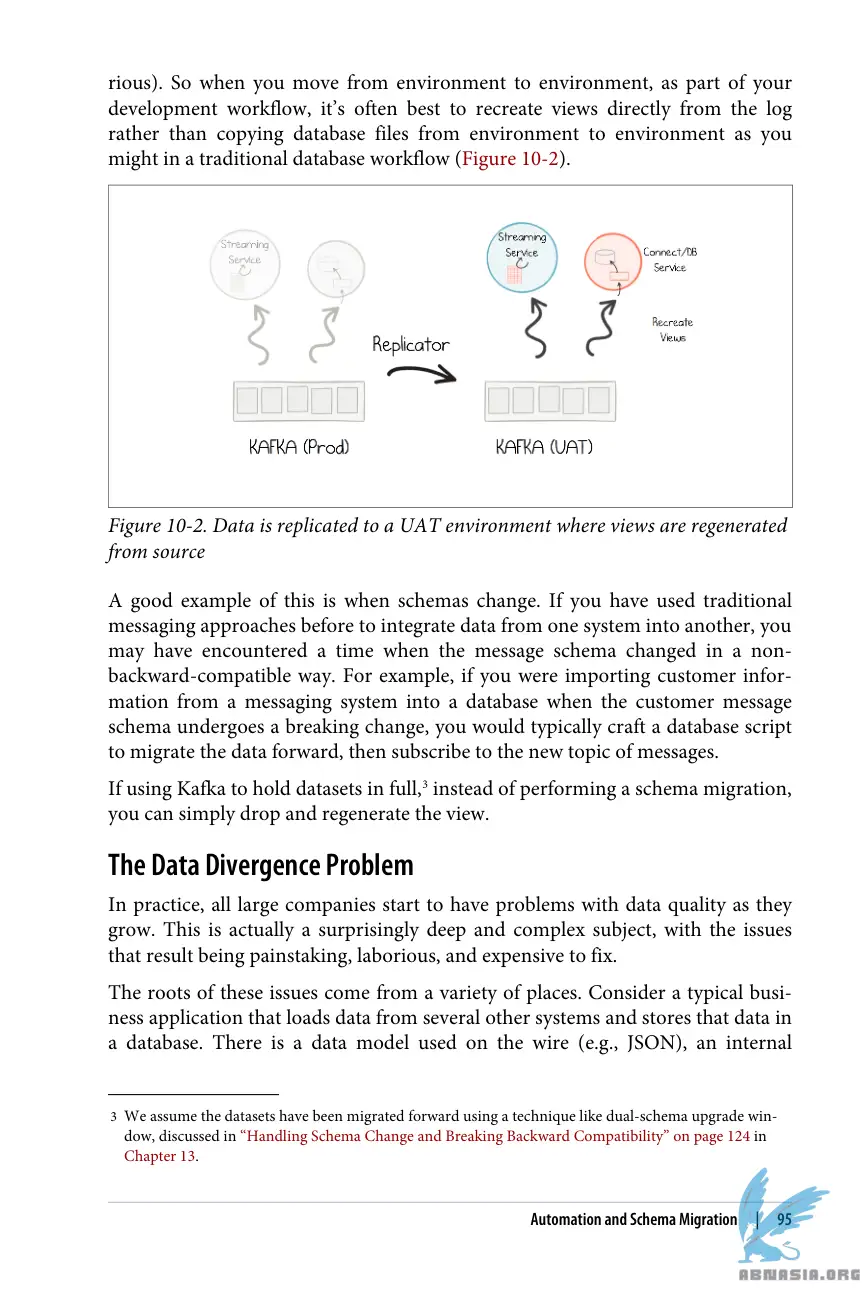 rious). So when you move from environment to environment, as part of your
development workflow, it’s often best to recreate views directly from the log
rather than copying database files from environment to environment as you
might in a traditional database workflow (Figure 10-2).
Streaming
Service
Streaming
Service
Connect/DB
Service
Recreate
Views
Replicator
KAFKA (Prod)
KAFKA (UAT)
Figure 10-2. Data is replicated to a UAT environment where views are regenerated
from source
A good example of this is when schemas change. If you have used traditional
messaging approaches before to integrate data from one system into another, you
may have encountered a time when the message schema changed in a non-
backward-compatible way. For example, if you were importing customer infor-
mation from a messaging system into a database when the customer message
schema undergoes a breaking change, you would typically craft a database script
to migrate the data forward, then subscribe to the new topic of messages.
If using Kafka to hold datasets in full,³ instead of performing a schema migration,
you can simply drop and regenerate the view.
The Data Divergence Problem
In practice, all large companies start to have problems with data quality as they
grow. This is actually a surprisingly deep and complex subject, with the issues
that result being painstaking, laborious, and expensive to fix.
The roots of these issues come from a variety of places. Consider a typical busi-
ness application that loads data from several other systems and stores that data in
a database. There is a data model used on the wire (e.g., JSON), an internal
3 We assume the datasets have been migrated forward using a technique like dual-schema upgrade win-
dow, discussed in “Handling Schema Change and Breaking Backward Compatibility” on page 124 in
Chapter 13.
Automation and Schema Migration | 95
ABNASIA.ORG